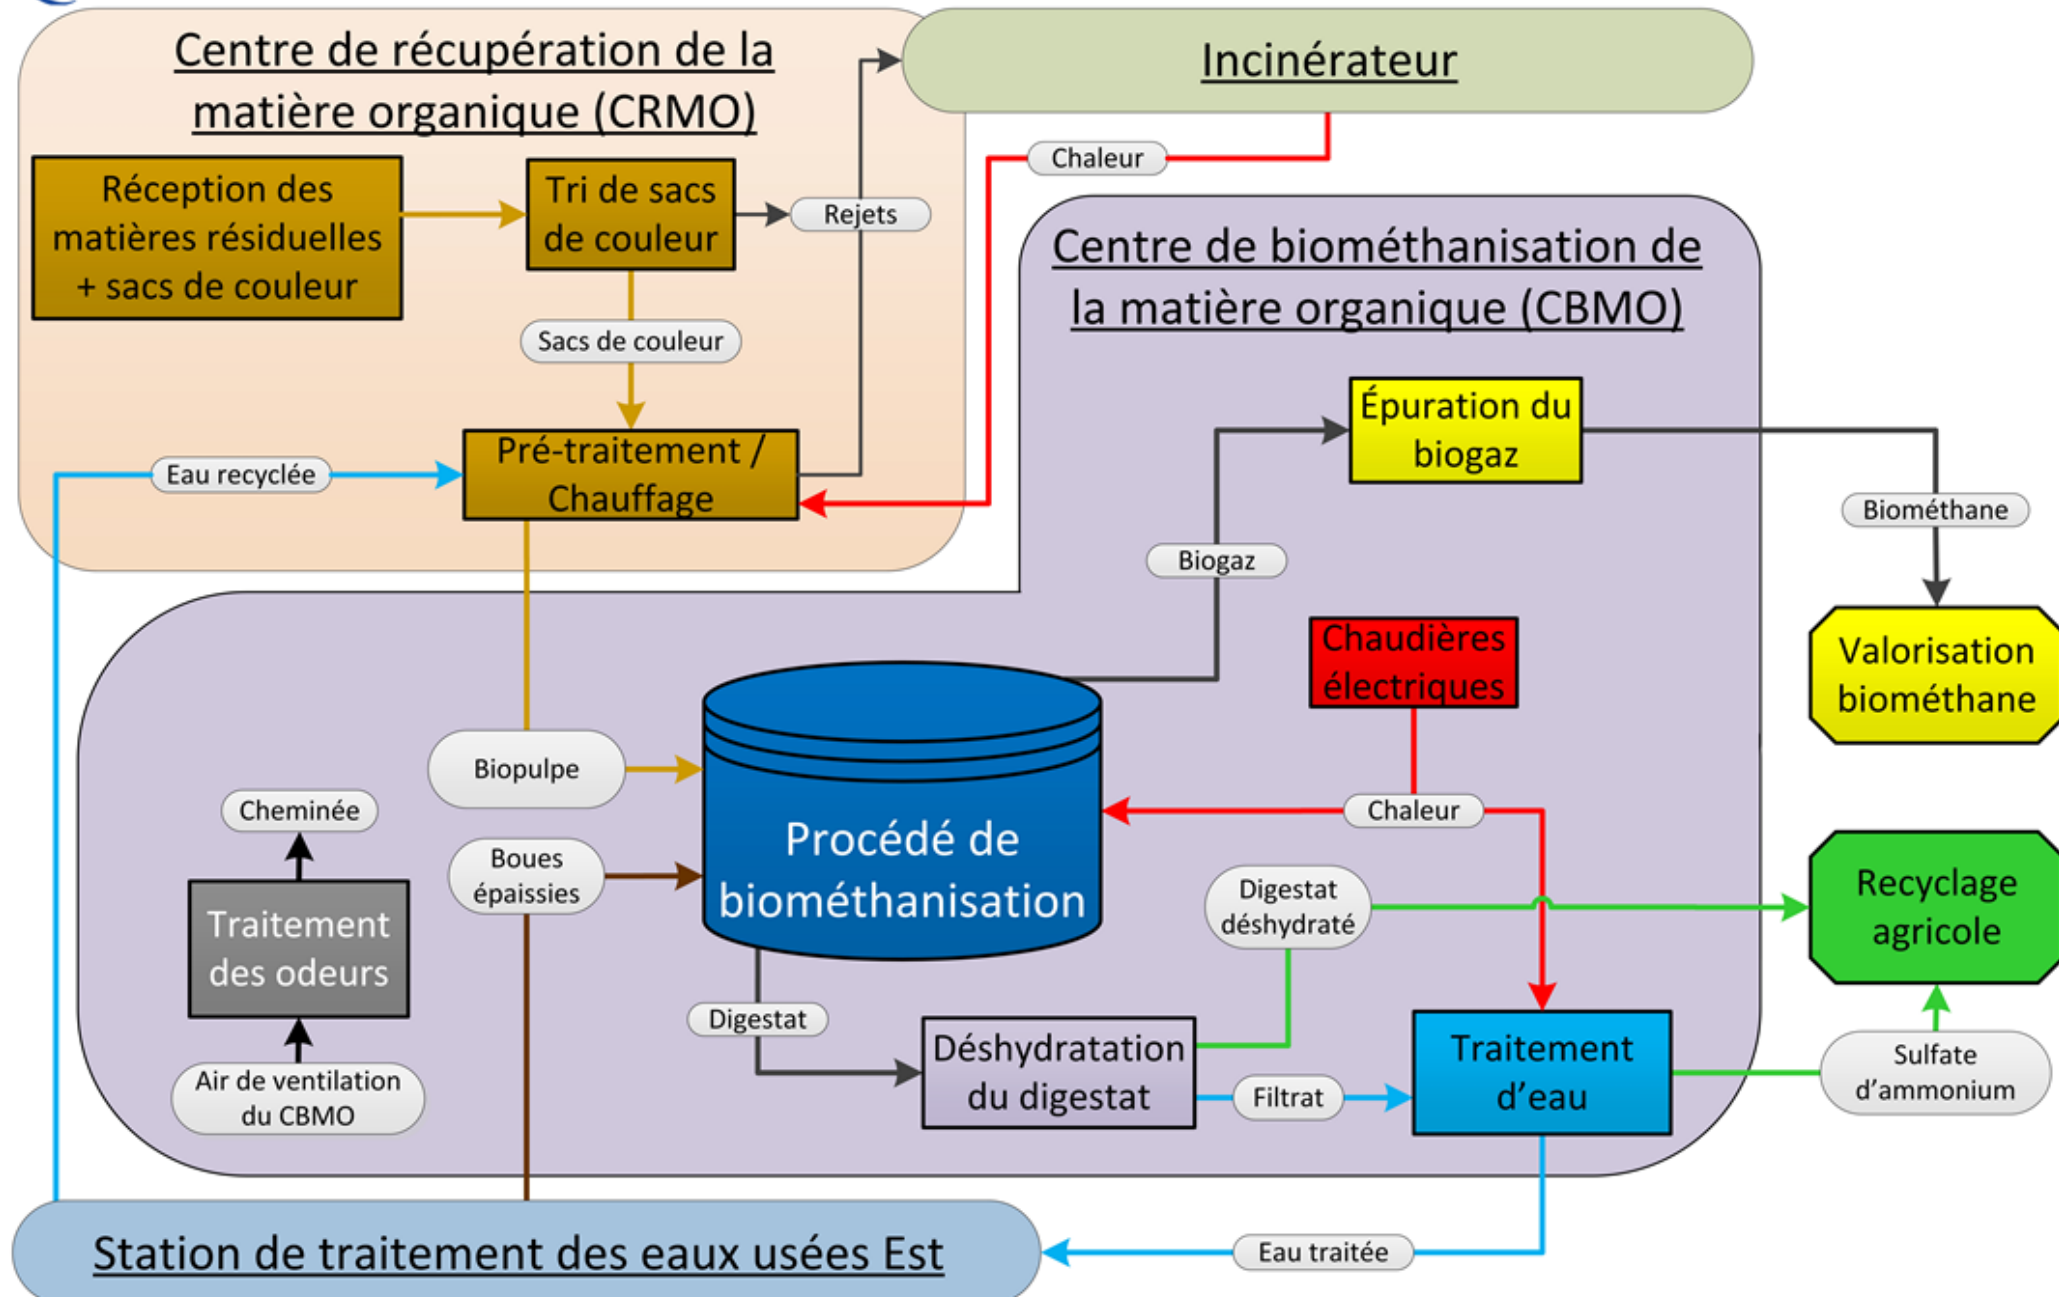 Centre de récupération de la
matière organique (CRMO)
Incinérateur
Chaleur
Réception des
matières résiduelles
+ sacs de couleur
Tri de sacs
de couleur
Rejets
Sacs de couleur
Centre de biométhanisation de
la matière organique (CBMO)
Épuration du
biogaz
Eau recyclée
Pré-traitement /
Chauffage
Biométhane
Biogaz
Chaudières
électriques
Valorisation
biométhane
Biopulpe
Cheminée
Chaleur
Procédé de
biométhanisation
Boues
épaissies
Digestat
déshydraté
Recyclage
agricole
Traitement
des odeurs
Digestat
Déshydratation
du digestat
Filtrat
Traitement
d'eau
Sulfate
d'ammonium
Air de ventilation
du CBMO
Station de traitement des eaux usées Est
Eau traitée